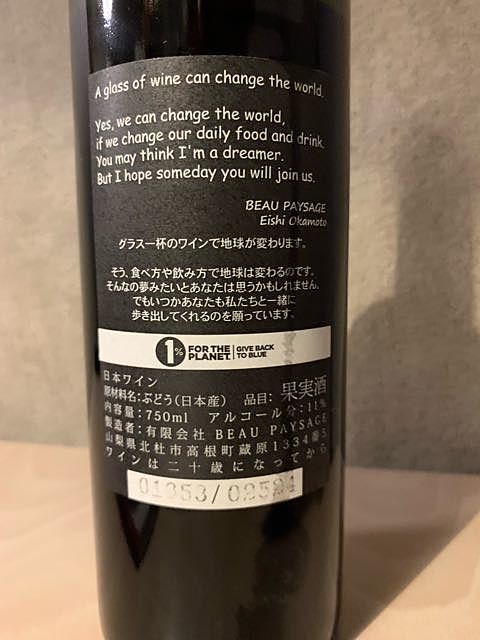 A glass of wine can change the world.
Yes, we can change the world,
if we change our daily food and drink.
You may think I'm a dreamer.
But I hope someday you will join us.
BEAU PAYSAGE
Eishi Okamoto
グラス一杯のワインで地球が変わります。
そう、食べ方や飲み方で地球は変わるのです。
そんなの夢みたいとあなたは思うかもしれません。
でもいつかあなたも私たちと一緒に
歩き出してくれるのを願っています。
1% FOR THE PLANET. GIVE BACK TO BLUE
日本ワイン
原材料名:ぶどう(日本産) 品目:果実酒
内容量:750ml アルコール分:11%
製造者:有限会社 BEAU PAYSAGE
山梨県北杜市高根町蔵原1334番5
ワインは二十歳になってから
01353/02524